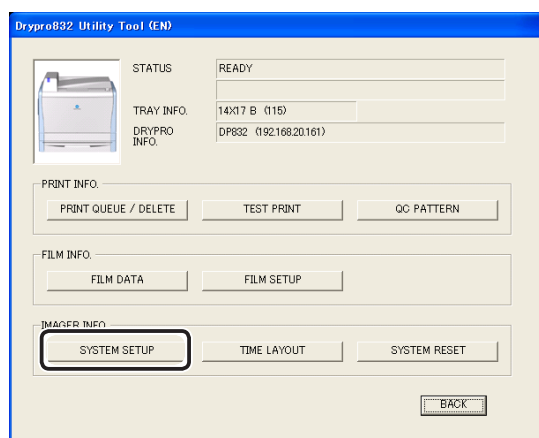 Drypro832 Utility Tool (EN)
STATUS READY
TRAY INFO. 14X17 B (115)
DRYPRO INFO. DP832 (192.168.20.161)
PRINT INFO.
PRINT QUEUE / DELETE TEST PRINT QC PATTERN
FILM INFO.
FILM DATA FILM SETUP
IMAGER INFO.
SYSTEM SETUP TIME LAYOUT SYSTEM RESET
BACK